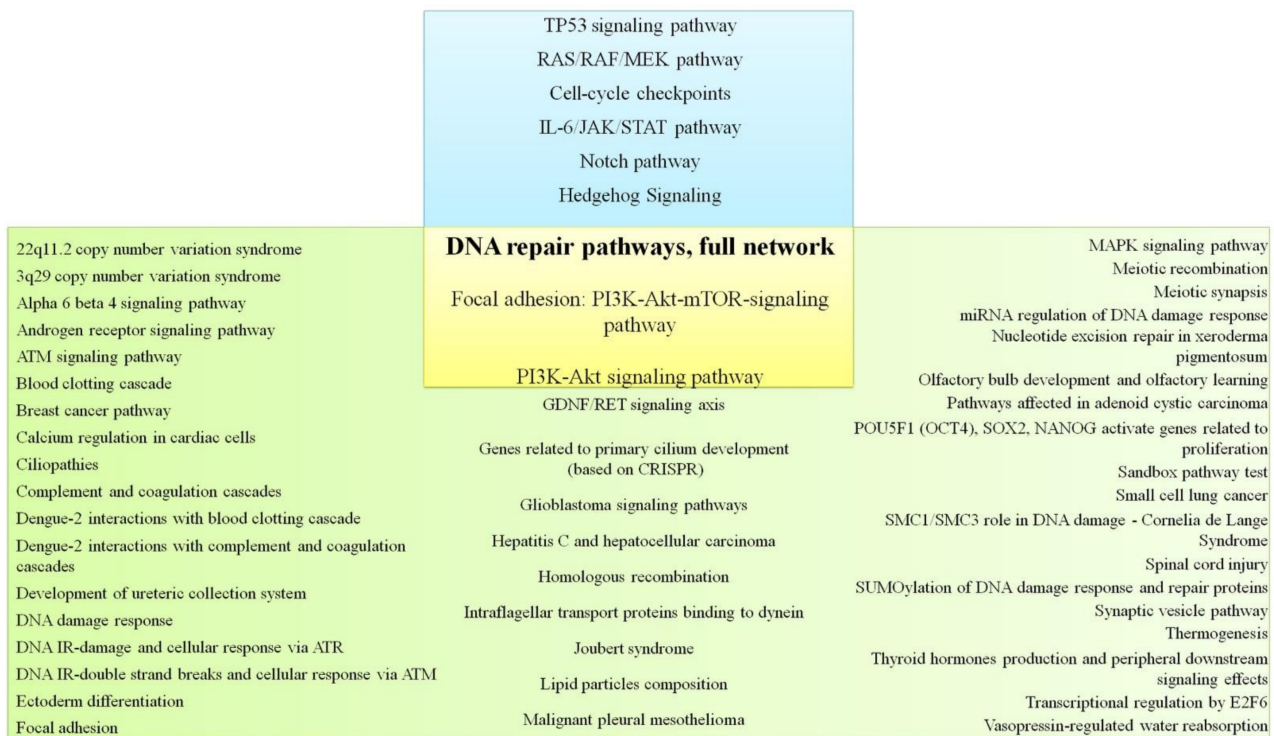 TP53 signaling pathway
RAS/RAF/MEK pathway
Cell-cycle checkpoints
IL-6/JAK/STAT pathway
Notch pathway
Hedgehog Signaling
DNA repair pathways, full network
Focal adhesion: PI3K-Akt-mTOR-signaling
pathway
PI3K-Akt signaling pathway
22q11.2 copy number variation syndrome
3q29 copy number variation syndrome
Alpha 6 beta 4 signaling pathway
Androgen receptor signaling pathway
ATM signaling pathway
Blood clotting cascade
Breast cancer pathway
Calcium regulation in cardiac cells
Ciliopathies
Complement and coagulation cascades
Dengue-2 interactions with blood clotting cascade
Dengue-2 interactions with complement and coagulation
cascades
Development of ureteric collection system
DNA damage response
DNA IR-damage and cellular response via ATR
DNA IR-double strand breaks and cellular response via ATM
Ectoderm differentiation
Focal adhesion
GDNF/RET signaling axis
Genes related to primary cilium development
(based on CRISPR)
Glioblastoma signaling pathways
Hepatitis C and hepatocellular carcinoma
Homologous recombination
Intraflagellar transport proteins binding to dynein
Joubert syndrome
Lipid particles composition
Malignant pleural mesothelioma
MAPK signaling pathway
Meiotic recombination
Meiotic synapsis
miRNA regulation of DNA damage response
Nucleotide excision repair in xeroderma
pigmentosum
Olfactory bulb development and olfactory learning
Pathways affected in adenoid cystic carcinoma
POU5F1 (OCT4), SOX2, NANOG activate genes related to
proliferation
Sandbox pathway test
Small cell lung cancer
SMC1/SMC3 role in DNA damage - Cornelia de Lange
Syndrome
Spinal cord injury
SUMOylation of DNA damage response and repair proteins
Synaptic vesicle pathway
Thermogenesis
Thyroid hormones production and peripheral downstream
signaling effects
Transcriptional regulation by E2F6
Vasopressin-regulated water reabsorption